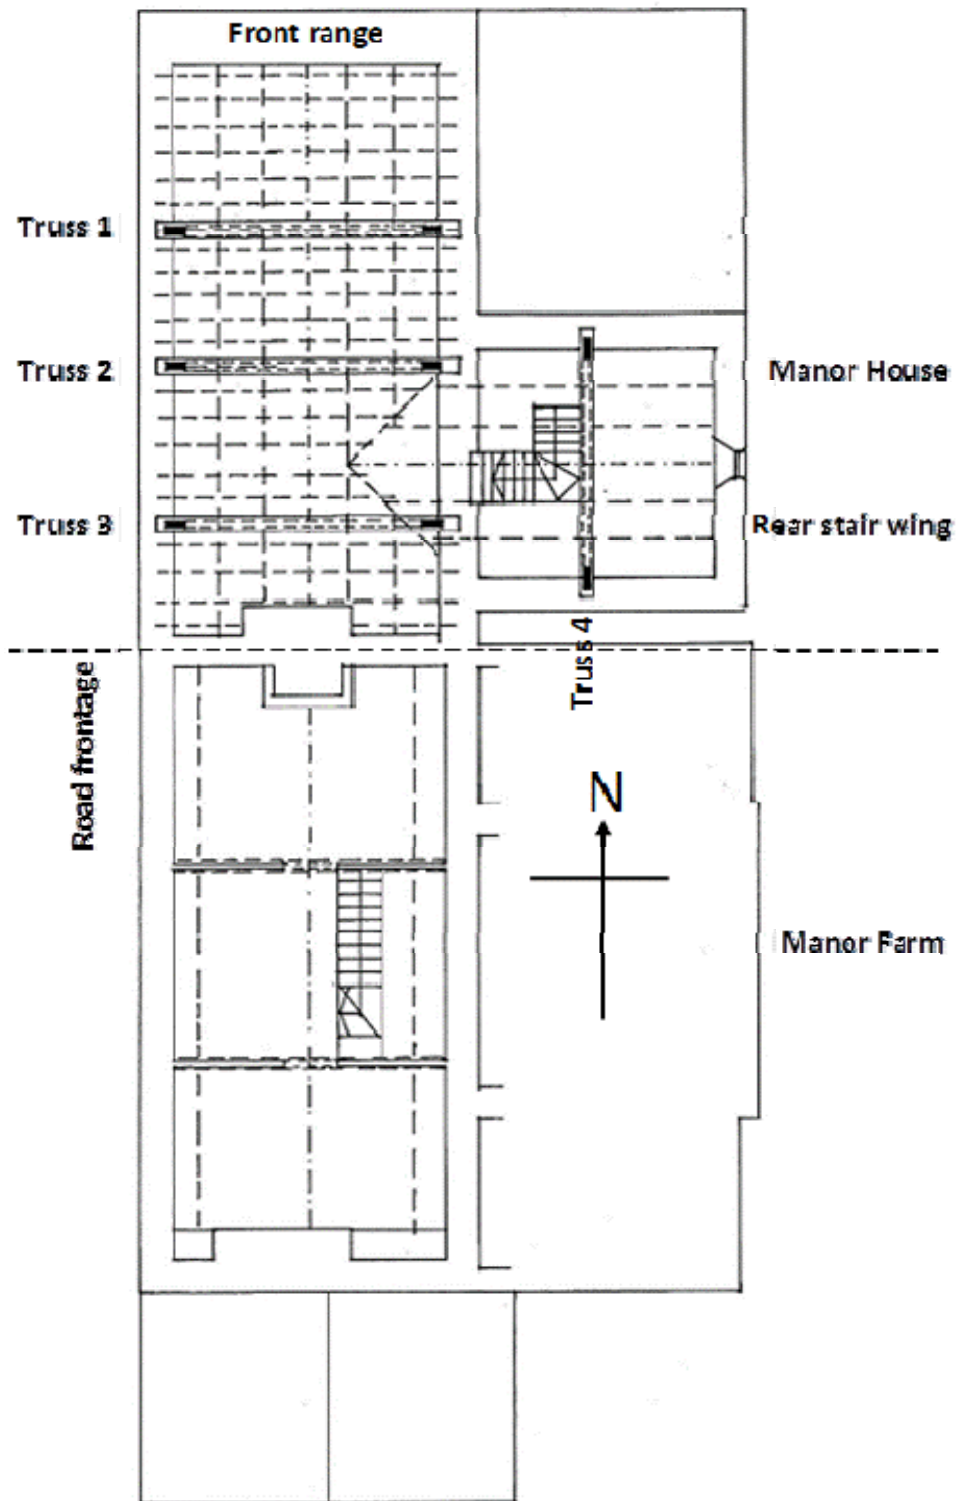 Front range
Truss 1
Truss 2
Manor House
Truss 3
Rear stair wing
Truss 4
Road frontage
N
Manor Farm